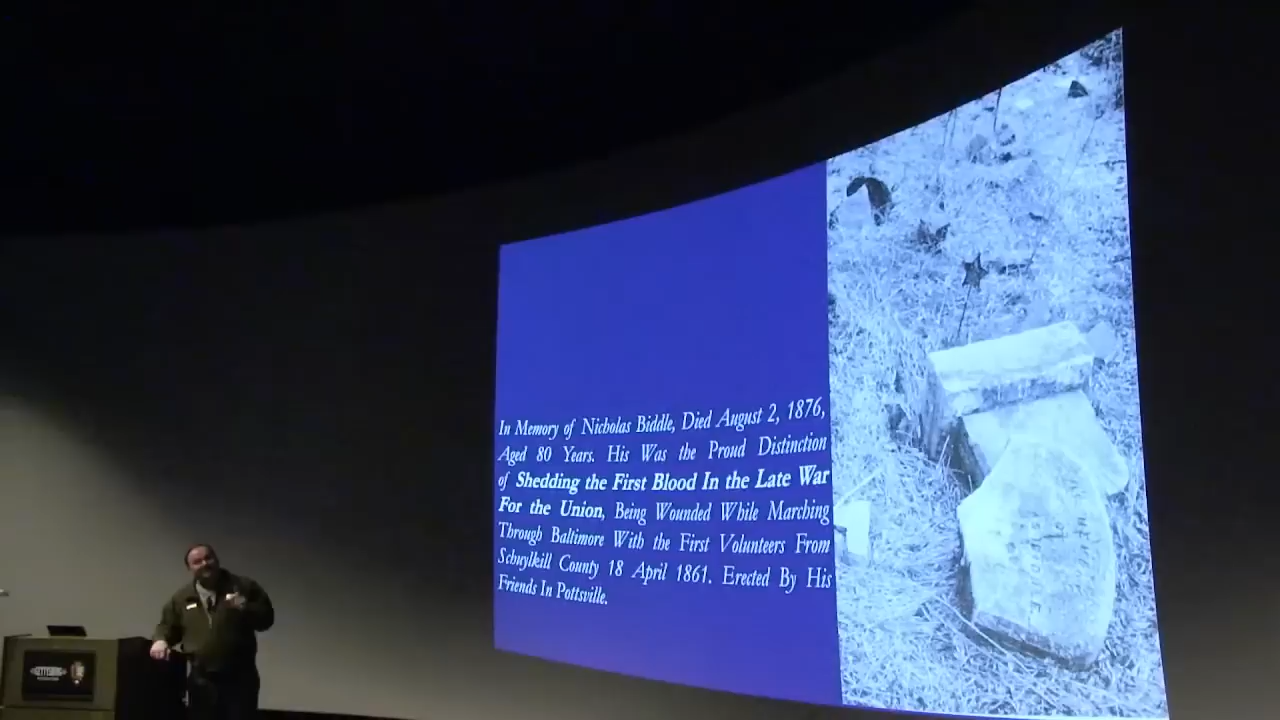 In Memory of Nicholas Biddle, Died August 2, 1876,
Aged 80 Years. His Was the Proud Distinction
of Shedding the First Blood In the Late War
For the Union, Being Wounded While Marching
Through Baltimore With the First Volunteers From
Schuylkill County 18 April 1861. Erected By His
Friends In Pottsville.
GETTYSBURG